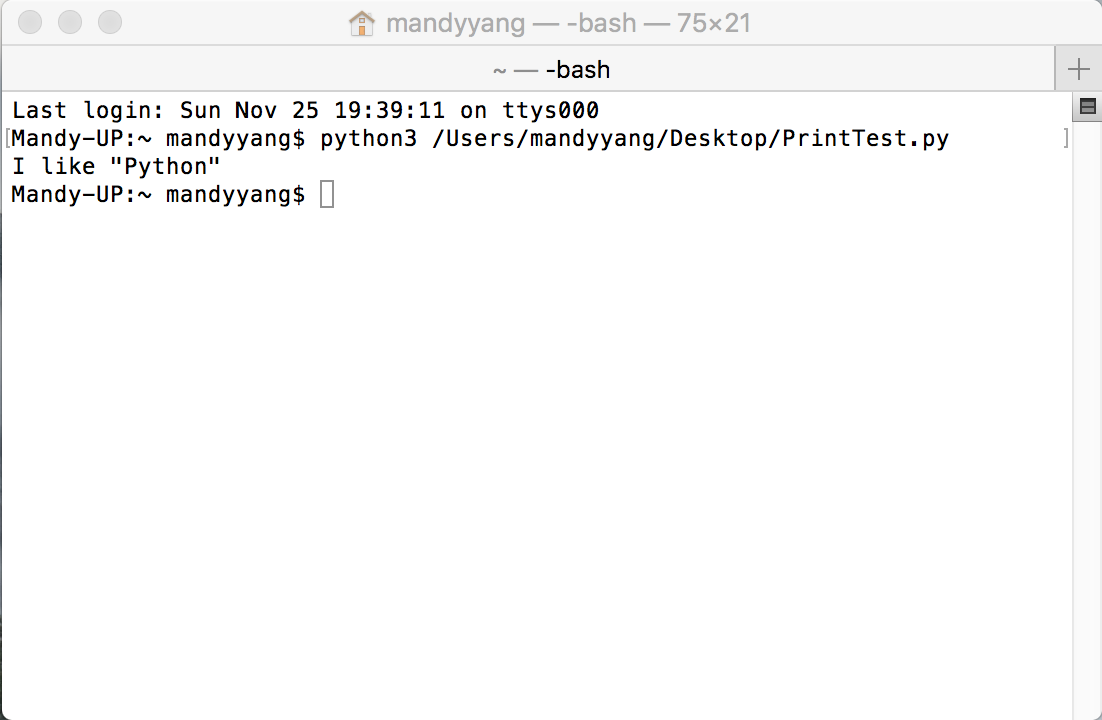 mandyyang — -bash — 75×21
~ — -bash
Last login: Sun Nov 25 19:39:11 on ttys000
[Mandy-UP:~ mandyyang$ python3 /Users/mandyyang/Desktop/PrintTest.py ]
I like "Python"
Mandy-UP:~ mandyyang$